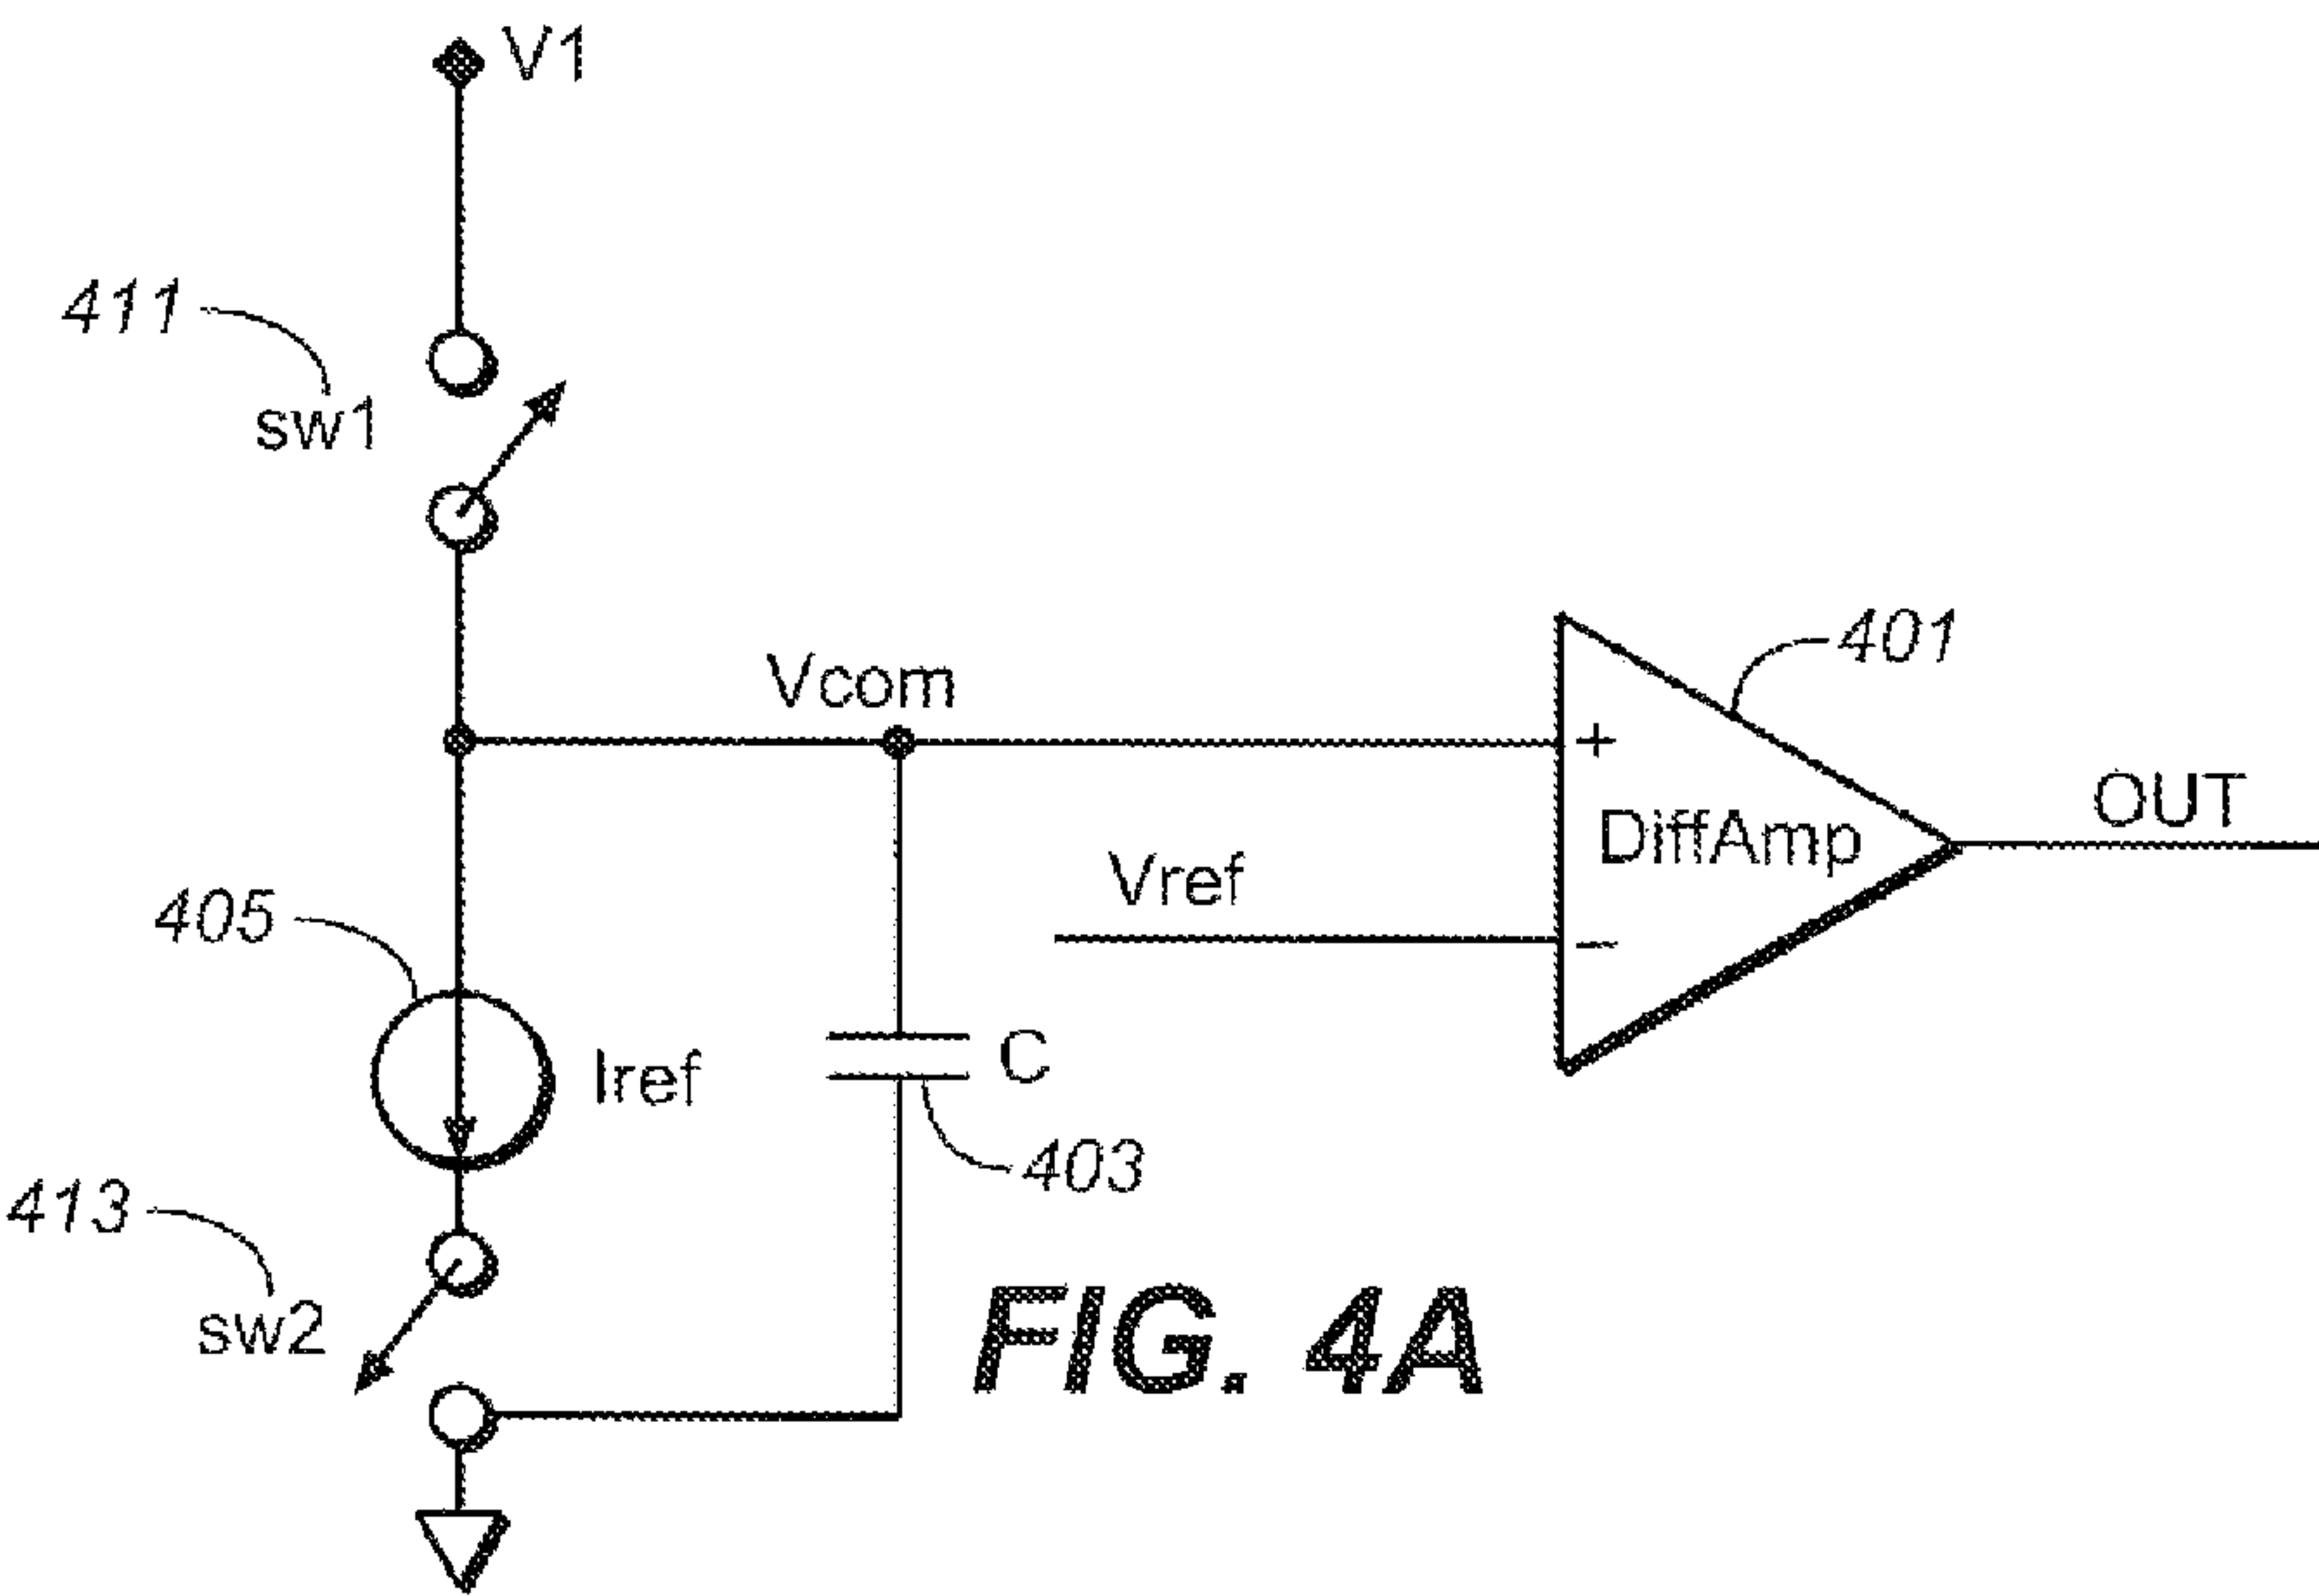 V1
411
sw1
Vcom
401
+
DiffAmp
OUT
Vref
−
405
Iref
C
403
413
sw2
FIG. 4A